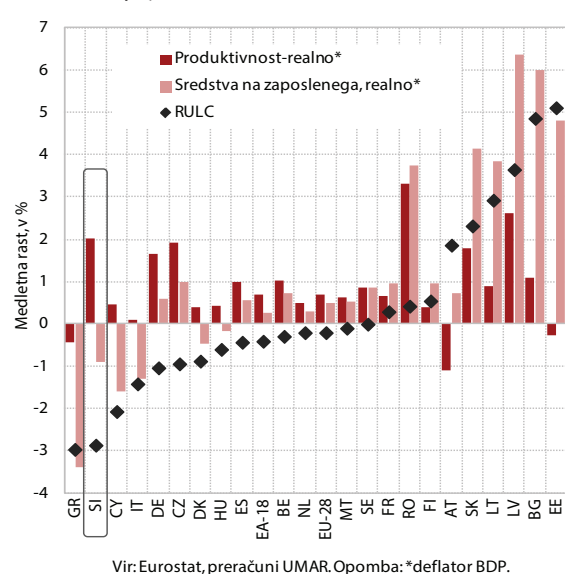 7
6
5
4
3
2
1
0
-1
-2
-3
-4
Medletna rast, v %
Produktivnost-realno*
Sredstva na zaposlenega, realno*
RULC
GR SI CY IT DE CZ DK HU ES EA-18 BE NL EU-28 MT SE FR RO FI AT SK LT LV BG EE
Vir: Eurostat, preračuni UMAR. Opomba: *deflator BDP.